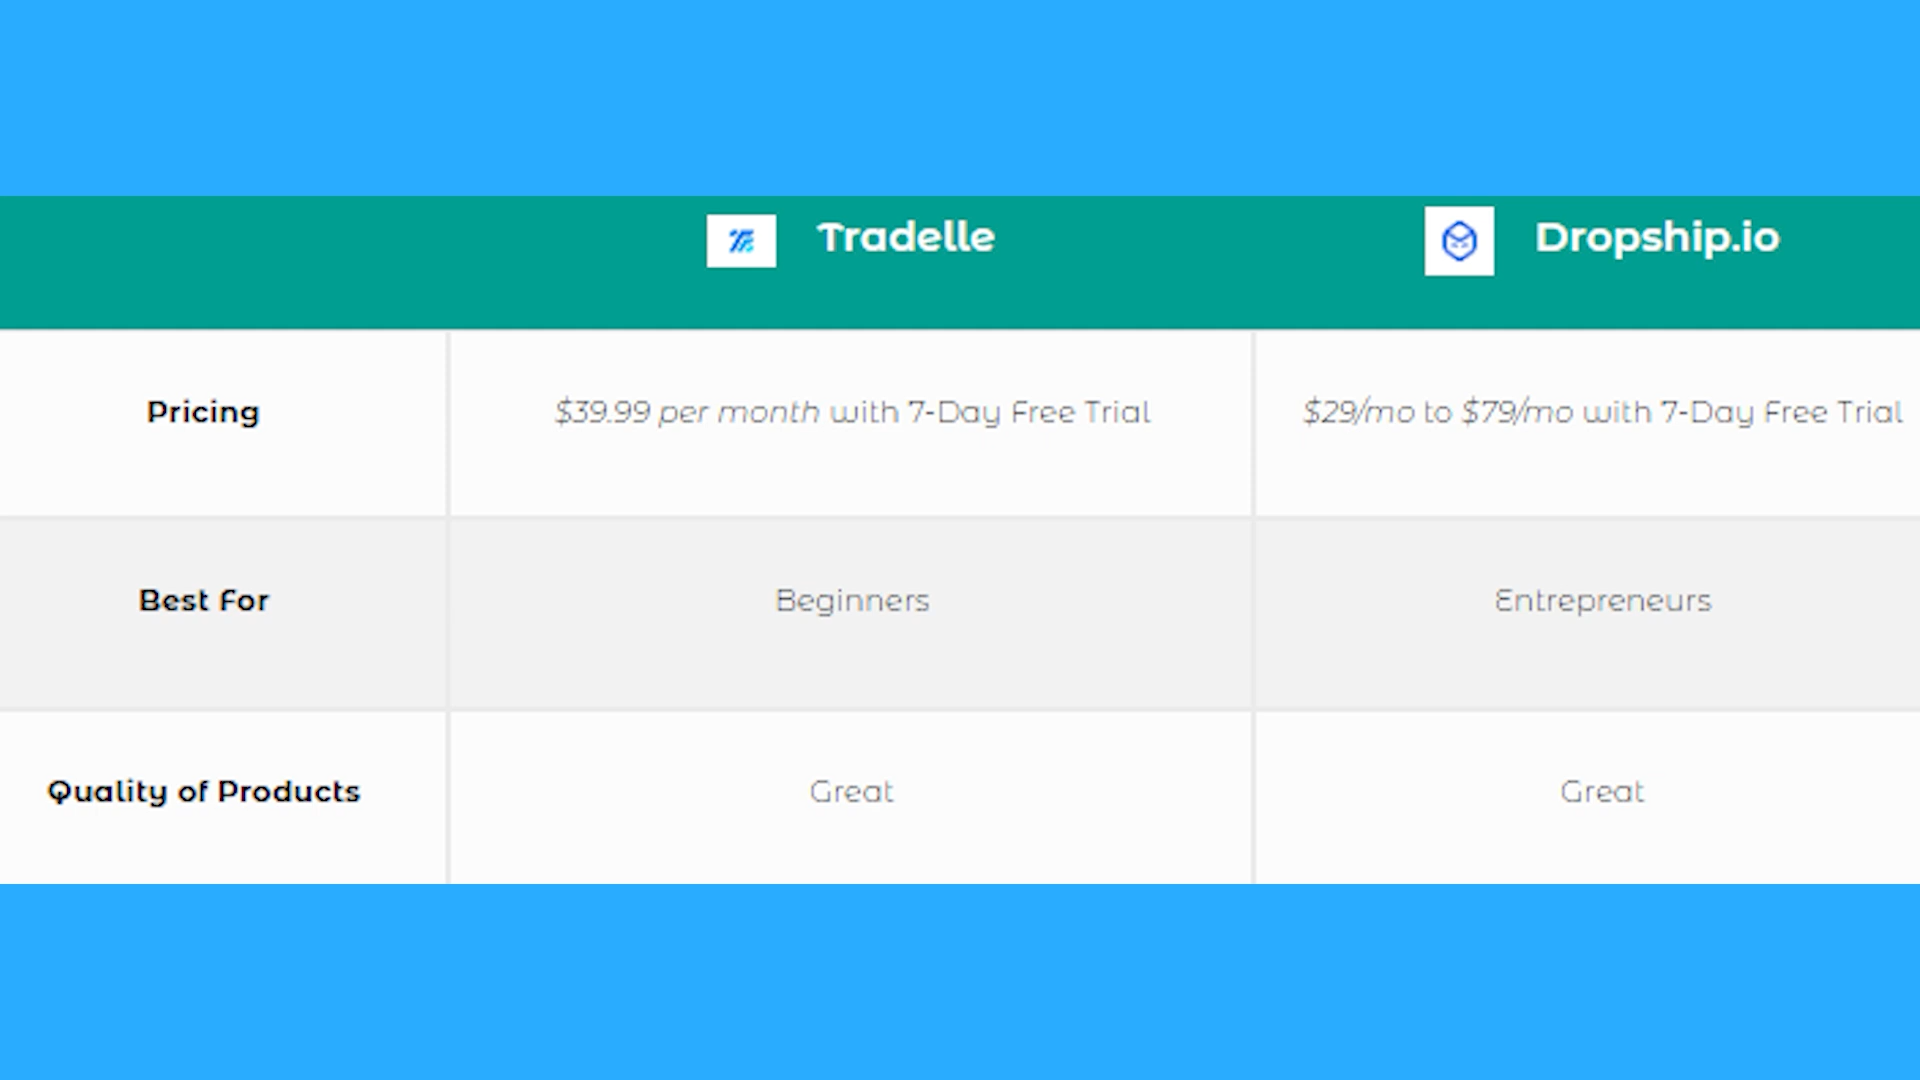 Tradelle Dropship.io
Pricing $39.99 per month with 7-Day Free Trial $29/mo to $79/mo with 7-Day Free Trial
Best For Beginners Entrepreneurs
Quality of Products Great Great